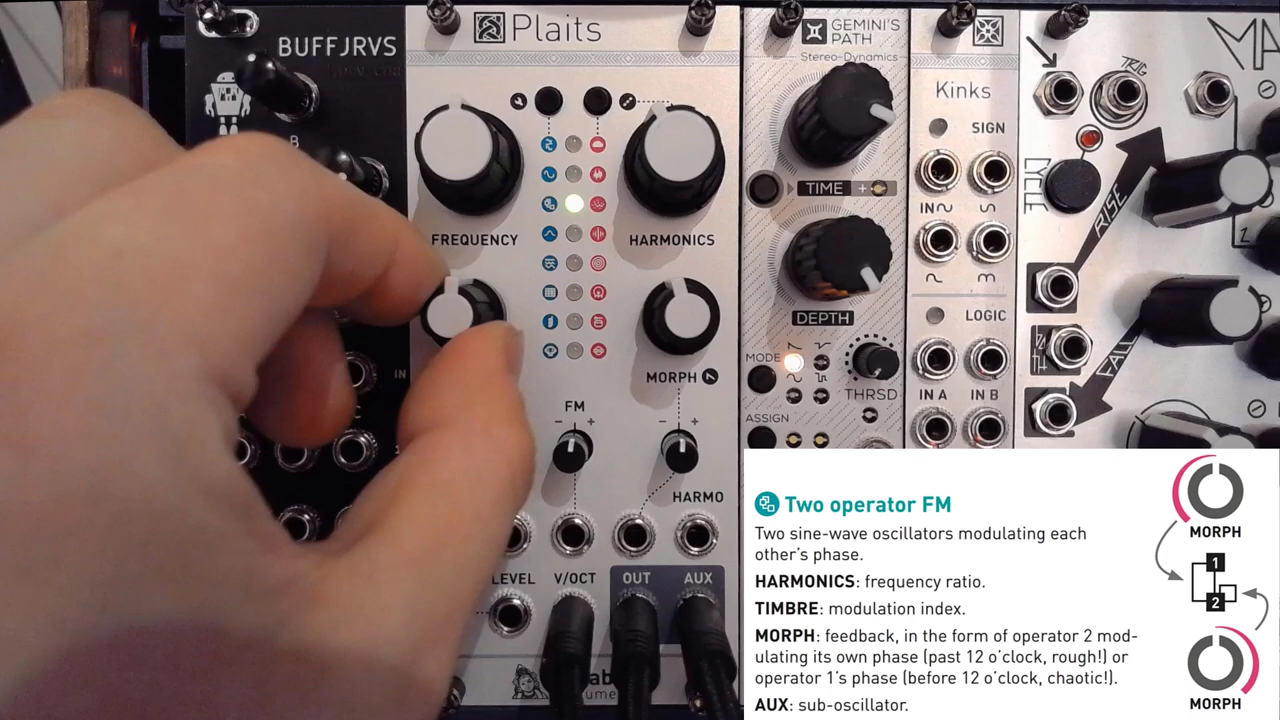 BUFFJRVS
B
IN
Plaits
FREQUENCY
HARMONICS
MORPH
FM
− +
− +
HARMO
LEVEL
V/OCT
OUT
AUX
GEMINI'S
PATH
Stereo-Dynamics
TIME +
DEPTH
MODE
THRSD
ASSIGN
Kinks
SIGN
IN
LOGIC
IN A
IN B
TRIG
CYCLE
RISE
FALL
MA
Two operator FM
Two sine-wave oscillators modulating each
other's phase.
HARMONICS: frequency ratio.
TIMBRE: modulation index.
MORPH: feedback, in the form of operator 2 mod-
ulating its own phase (past 12 o'clock, rough!) or
operator 1's phase (before 12 o'clock, chaotic!).
AUX: sub-oscillator.
MORPH
1
2
MORPH